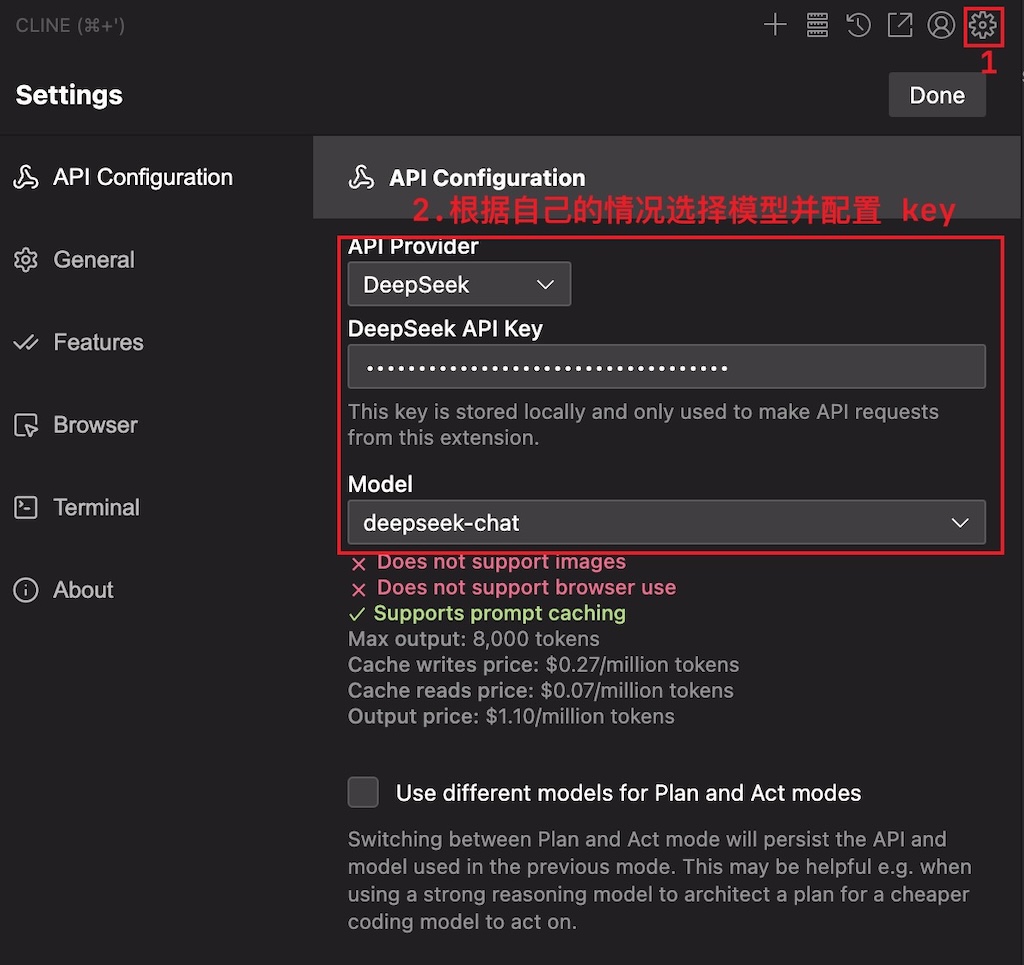 CLINE (⌘+')
1
Settings
Done
API Configuration
General
Features
Browser
Terminal
About
API Configuration
2.根据自己的情况选择模型并配置 key
API Provider
DeepSeek
DeepSeek API Key
••••••••••••••••••••••••••••••••••••
This key is stored locally and only used to make API requests
from this extension.
Model
deepseek-chat
Does not support images
Does not support browser use
Supports prompt caching
Max output: 8,000 tokens
Cache writes price: $0.27/million tokens
Cache reads price: $0.07/million tokens
Output price: $1.10/million tokens
Use different models for Plan and Act modes
Switching between Plan and Act mode will persist the API and
model used in the previous mode. This may be helpful e.g. when
using a strong reasoning model to architect a plan for a cheaper
coding model to act on.